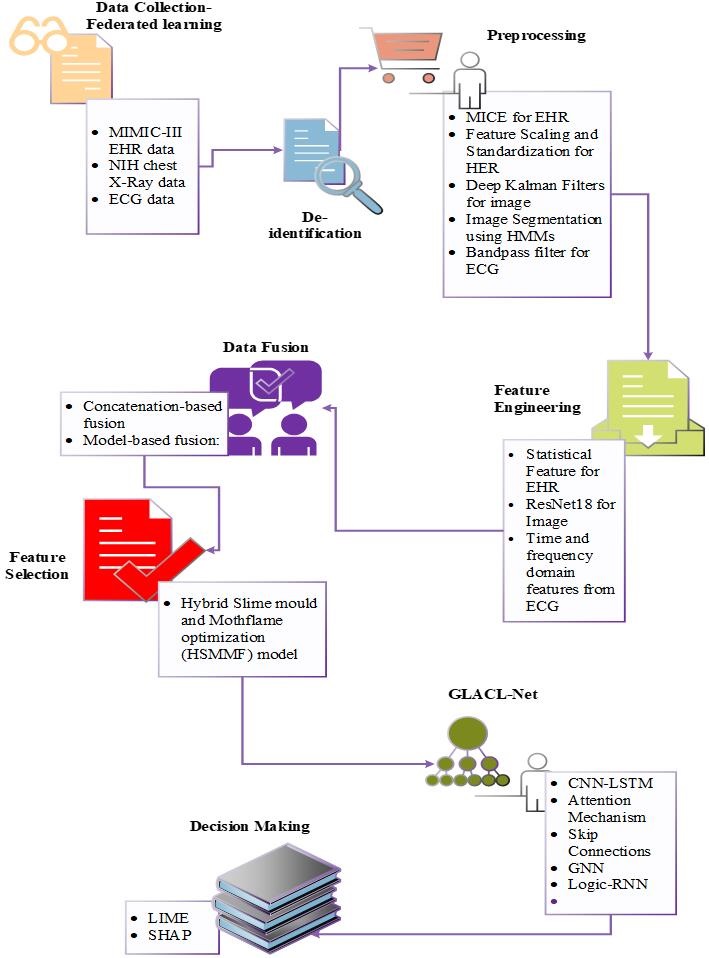 Data Collection-
Federated learning
• MIMIC-III
EHR data
• NIH chest
X-Ray data
• ECG data
De-
identification
Preprocessing
• MICE for EHR
• Feature Scaling and
Standardization for
HER
• Deep Kalman Filters
for image
• Image Segmentation
using HMMs
• Bandpass filter for
ECG
Feature
Engineering
• Statistical
Feature for
EHR
• ResNet18 for
Image
• Time and
frequency
domain
features from
ECG
Data Fusion
• Concatenation-based
fusion
• Model-based fusion:
Feature
Selection
• Hybrid Slime mould
and Mothflame
optimization
(HSMMF) model
GLACL-Net
• CNN-LSTM
• Attention
Mechanism
• Skip
Connections
• GNN
• Logic-RNN
•
Decision Making
• LIME
• SHAP